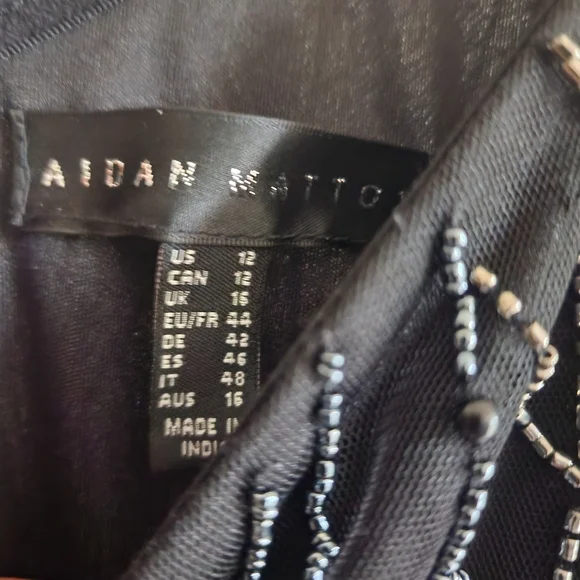 AIDAN MATTO
US 12
CAN 12
UK 16
EU/FR 44
DE 42
ES 46
IT 48
AUS 16
MADE IN
INDI